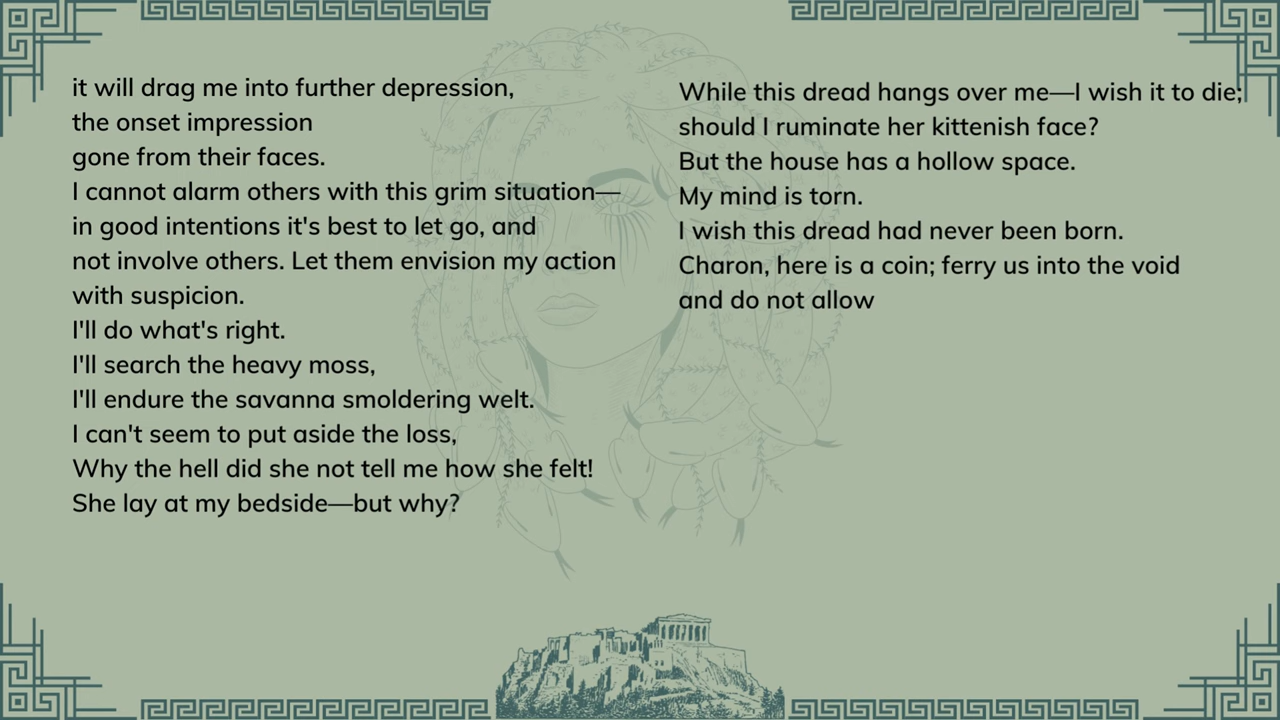 it will drag me into further depression,
the onset impression
gone from their faces.
I cannot alarm others with this grim situation—
in good intentions it's best to let go, and
not involve others. Let them envision my action
with suspicion.
I'll do what's right.
I'll search the heavy moss,
I'll endure the savanna smoldering welt.
I can't seem to put aside the loss,
Why the hell did she not tell me how she felt!
She lay at my bedside—but why?
While this dread hangs over me—I wish it to die;
should I ruminate her kittenish face?
But the house has a hollow space.
My mind is torn.
I wish this dread had never been born.
Charon, here is a coin; ferry us into the void
and do not allow